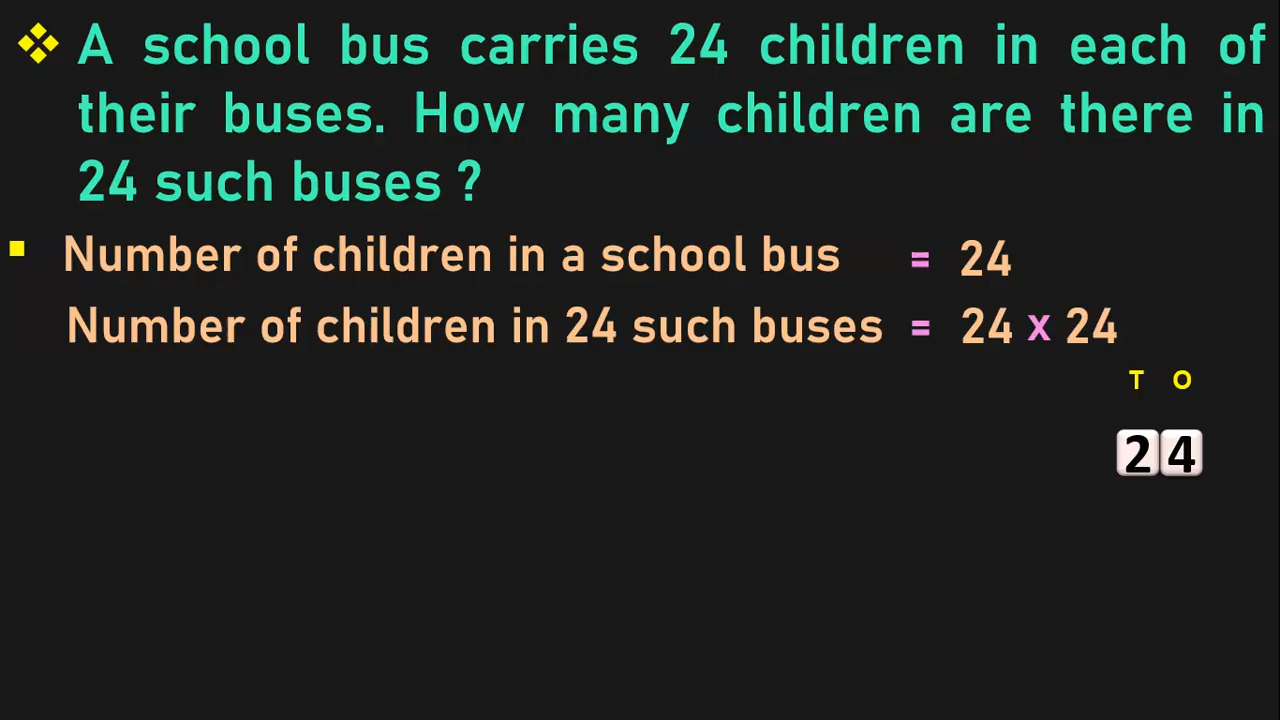 A school bus carries 24 children in each of
their buses. How many children are there in
24 such buses ?
Number of children in a school bus = 24
Number of children in 24 such buses = 24 x 24
T O
2 4